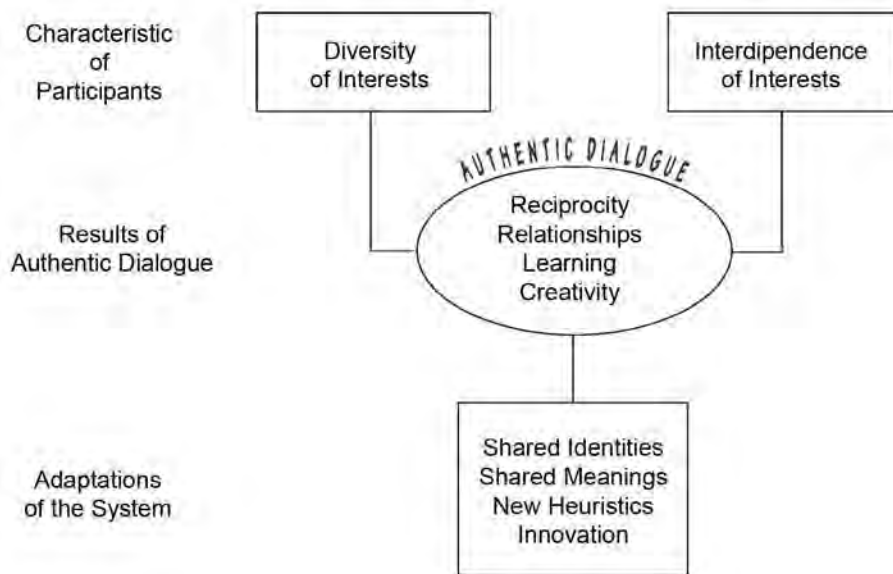 Characteristic
of
Participants
Diversity
of Interests
Interdipendence
of Interests
AUTHENTIC DIALOGUE
Results of
Authentic Dialogue
Reciprocity
Relationships
Learning
Creativity
Adaptations
of the System
Shared Identities
Shared Meanings
New Heuristics
Innovation